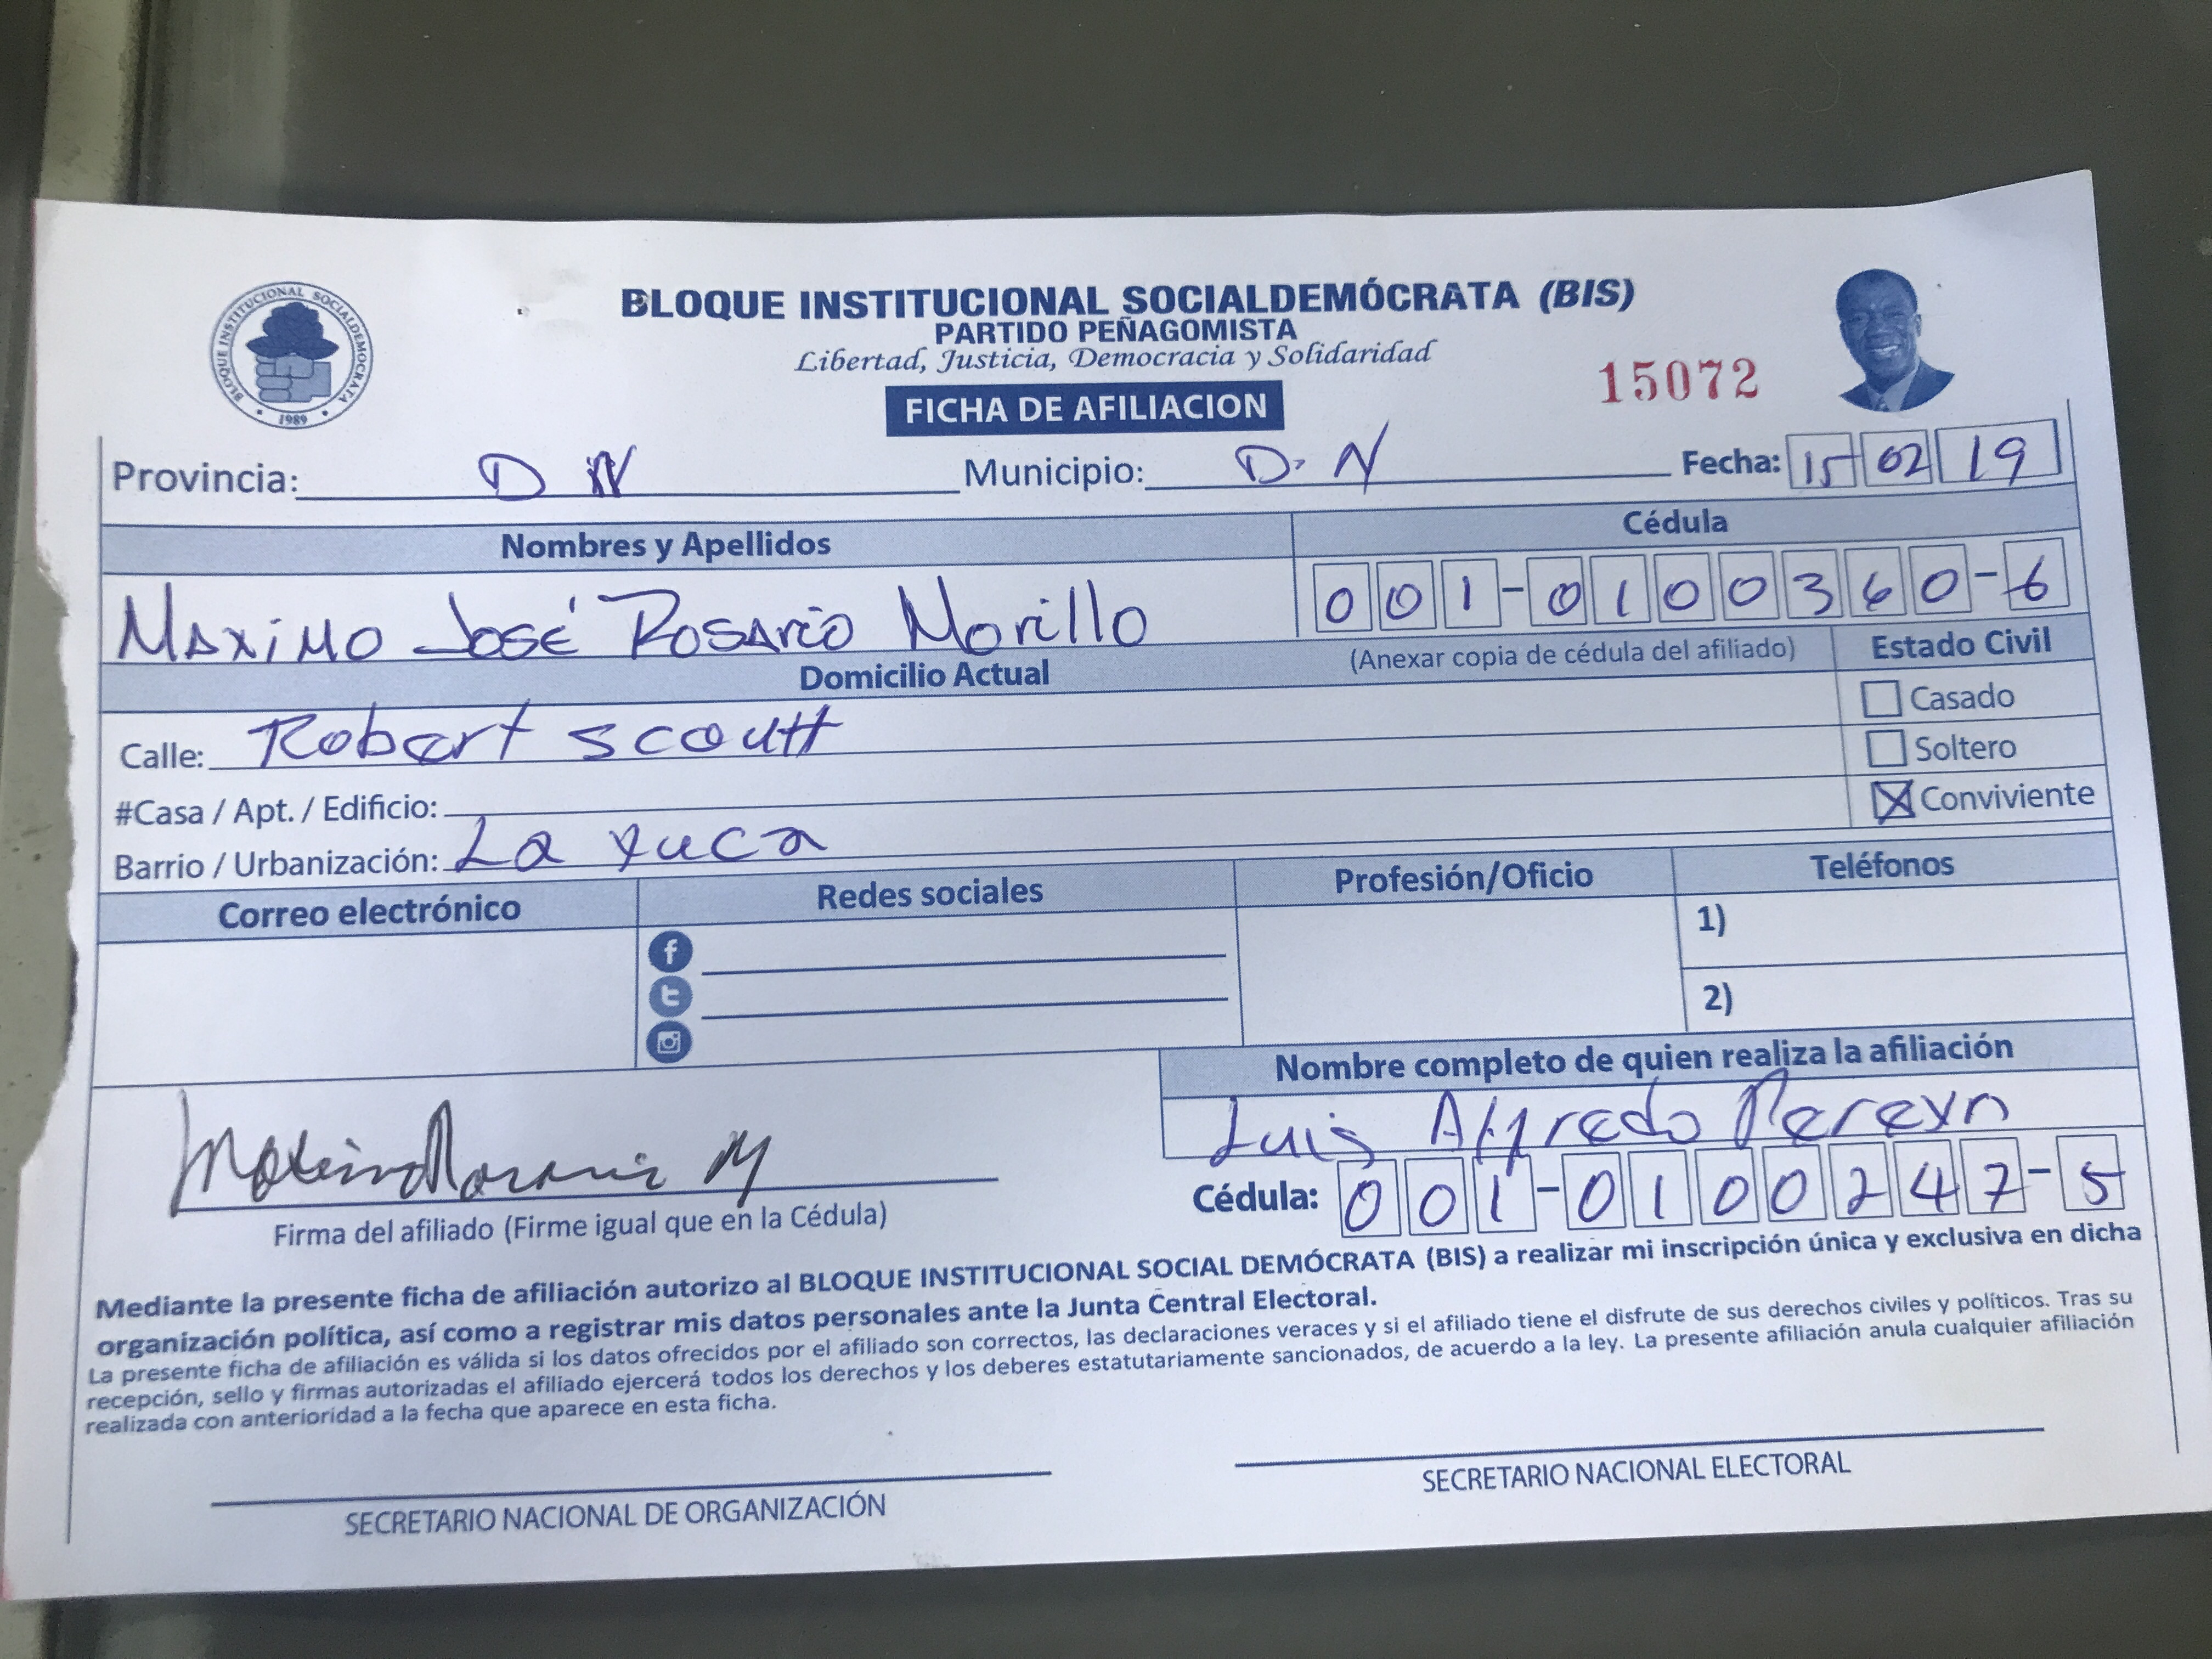 BLOQUE INSTITUCIONAL SOCIALDEMOCRATA
1989
BLOQUE INSTITUCIONAL SOCIALDEMÓCRATA (BIS)
PARTIDO PEÑAGOMISTA
Libertad, Justicia, Democracia y Solidaridad
15072
FICHA DE AFILIACION
Provincia: D N Municipio: D. N Fecha: 15 02 19
Nombres y Apellidos Cédula
Maximo José Rosario Morillo 001-0100360-6
Domicilio Actual (Anexar copia de cédula del afiliado) Estado Civil
Calle: Robert scoutt Casado
Soltero
#Casa / Apt. / Edificio: Conviviente
Barrio / Urbanización: La yuca
Correo electrónico Redes sociales Profesión/Oficio Teléfonos
1)
2)
Nombre completo de quien realiza la afiliación
Luis Alfredo
Cédula: 001-0100247-5
Firma del afiliado (Firme igual que en la Cédula)
Mediante la presente ficha de afiliación autorizo al BLOQUE INSTITUCIONAL SOCIAL DEMÓCRATA (BIS) a realizar mi inscripción única y exclusiva en dicha
organización política, así como a registrar mis datos personales ante la Junta Central Electoral.
La presente ficha de afiliación es válida si los datos ofrecidos por el afiliado son correctos, las declaraciones veraces y si el afiliado tiene el disfrute de sus derechos civiles y políticos. Tras su
recepción, sello y firmas autorizadas el afiliado ejercerá todos los derechos y los deberes estatutariamente sancionados, de acuerdo a la ley. La presente afiliación anula cualquier afiliación
realizada con anterioridad a la fecha que aparece en esta ficha.
SECRETARIO NACIONAL DE ORGANIZACIÓN SECRETARIO NACIONAL ELECTORAL